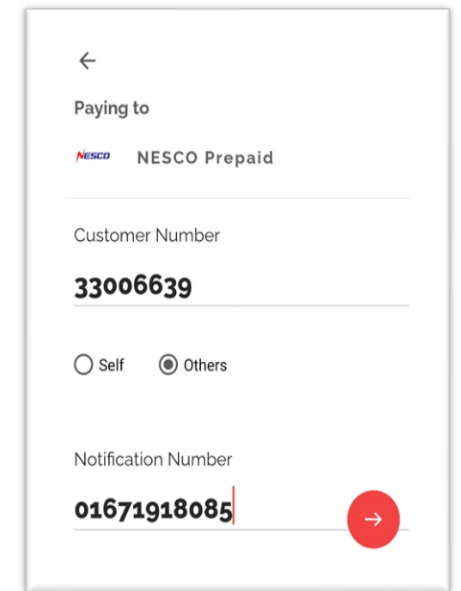 Paying to
NESCO NESCO Prepaid
Customer Number
33006639
Self Others
Notification Number
01671918085